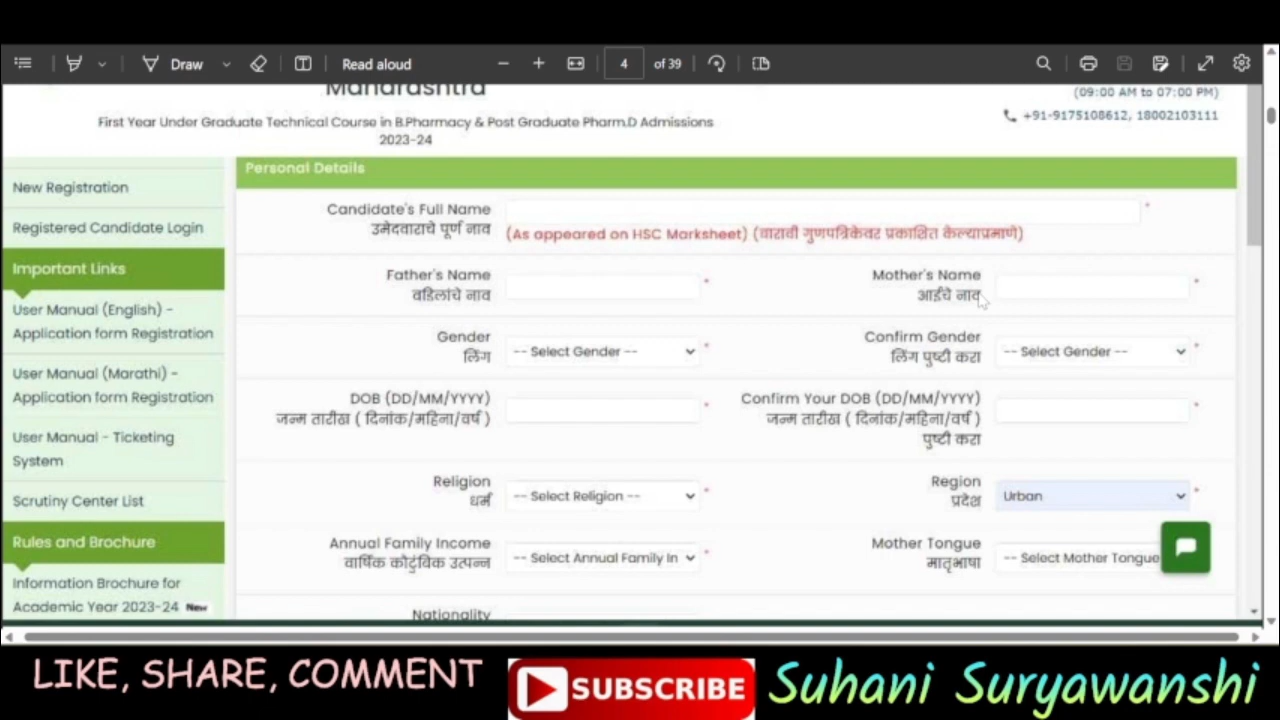 Draw
Read aloud
4 of 39
Maharashtra
(09:00 AM to 07:00 PM)
First Year Under Graduate Technical Course in B.Pharmacy & Post Graduate Pharm.D Admissions
2023-24
+91-9175108612, 18002103111
New Registration
Registered Candidate Login
Important Links
User Manual (English) -
Application form Registration
User Manual (Marathi) -
Application form Registration
User Manual - Ticketing
System
Scrutiny Center List
Rules and Brochure
Information Brochure for
Academic Year 2023-24 New
Personal Details
Candidate's Full Name *
उमेदवाराचे पूर्ण नाव
(As appeared on HSC Marksheet) (बारावी गुणपत्रिकेवर प्रकाशित केल्याप्रमाणे)
Father's Name *
वडिलांचे नाव
Mother's Name *
आईचे नाव
Gender
लिंग
-- Select Gender -- *
Confirm Gender
लिंग पुष्टी करा
-- Select Gender -- *
DOB (DD/MM/YYYY) *
जन्म तारीख ( दिनांक/महिना/वर्ष )
Confirm Your DOB (DD/MM/YYYY) *
जन्म तारीख ( दिनांक/महिना/वर्ष )
पुष्टी करा
Religion
धर्म
-- Select Religion -- *
Region
प्रदेश
Urban *
Annual Family Income
वार्षिक कौटुंबिक उत्पन्न
-- Select Annual Family In *
Mother Tongue
मातृभाषा
-- Select Mother Tongue
Nationality
LIKE, SHARE, COMMENT
SUBSCRIBE
Suhani Suryawanshi